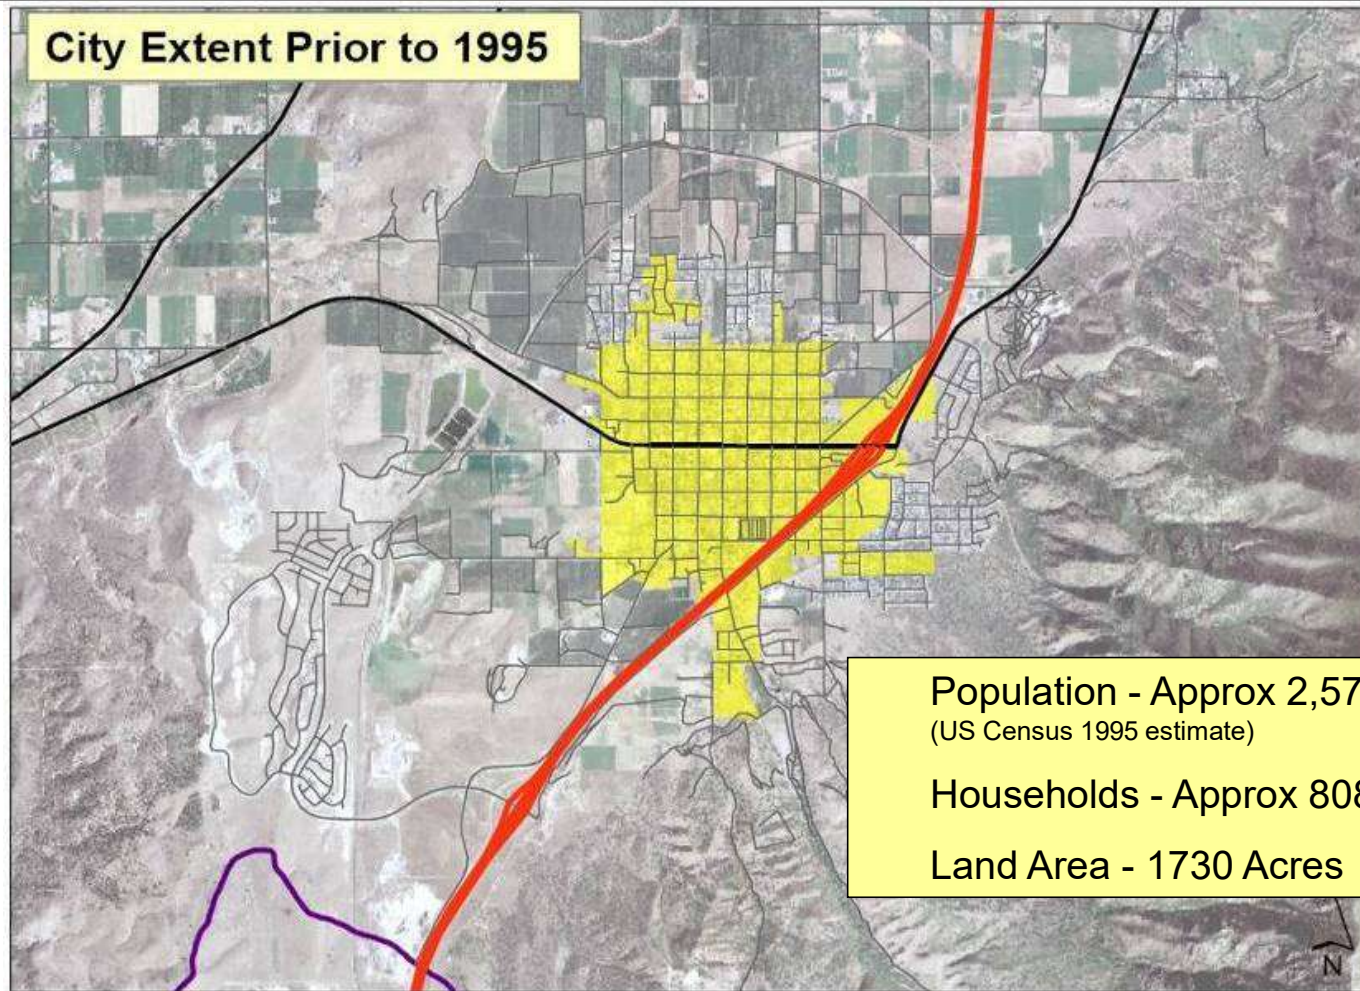 City Extent Prior to 1995
Population - Approx 2,57
(US Census 1995 estimate)
Households - Approx 808
Land Area - 1730 Acres
N